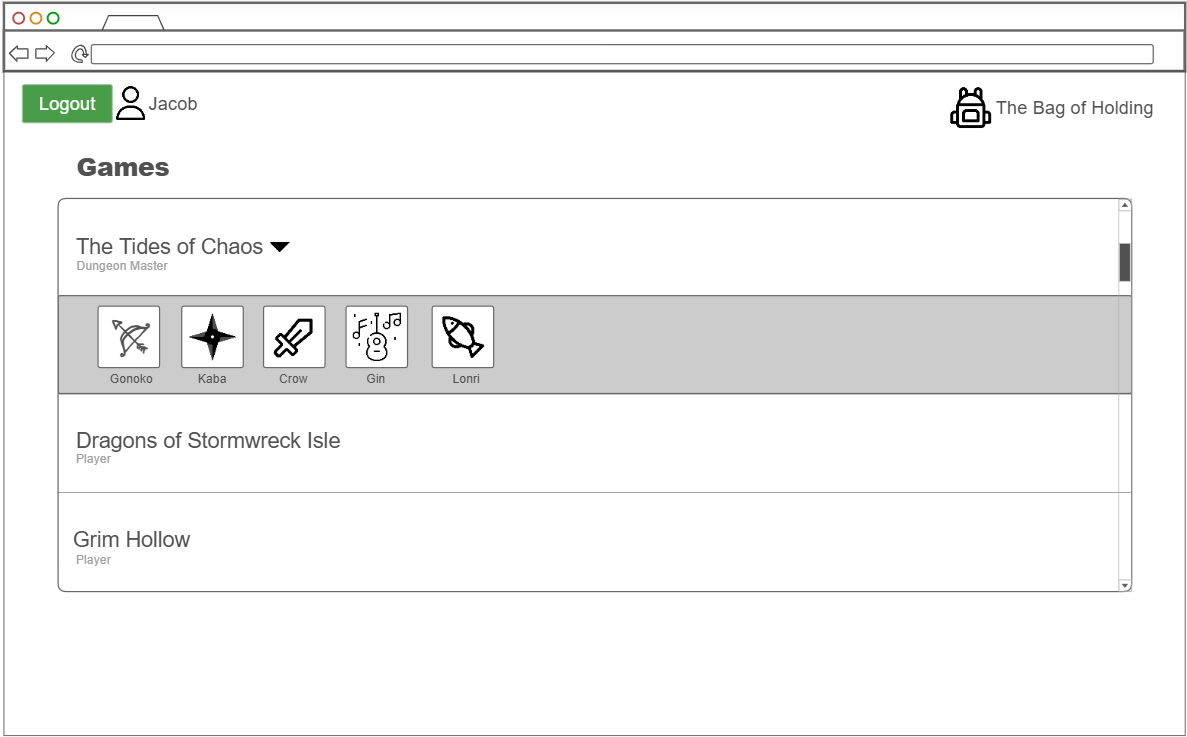 Logout
Jacob
The Bag of Holding
Games
The Tides of Chaos
Dungeon Master
Gonoko
Kaba
Crow
Gin
Lonri
Dragons of Stormwreck Isle
Player
Grim Hollow
Player